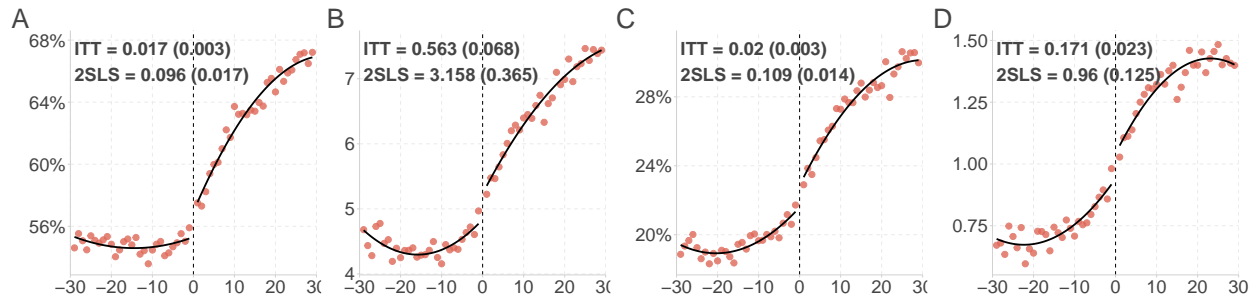 A
ITT = 0.017 (0.003)
2SLS = 0.096 (0.017)
68%
64%
60%
56%
−30 −20 −10 0 10 20 30
B
ITT = 0.563 (0.068)
2SLS = 3.158 (0.365)
7
6
5
4
−30 −20 −10 0 10 20 30
C
ITT = 0.02 (0.003)
2SLS = 0.109 (0.014)
28%
24%
20%
−30 −20 −10 0 10 20 30
D
ITT = 0.171 (0.023)
2SLS = 0.96 (0.125)
1.50
1.25
1.00
0.75
−30 −20 −10 0 10 20 30